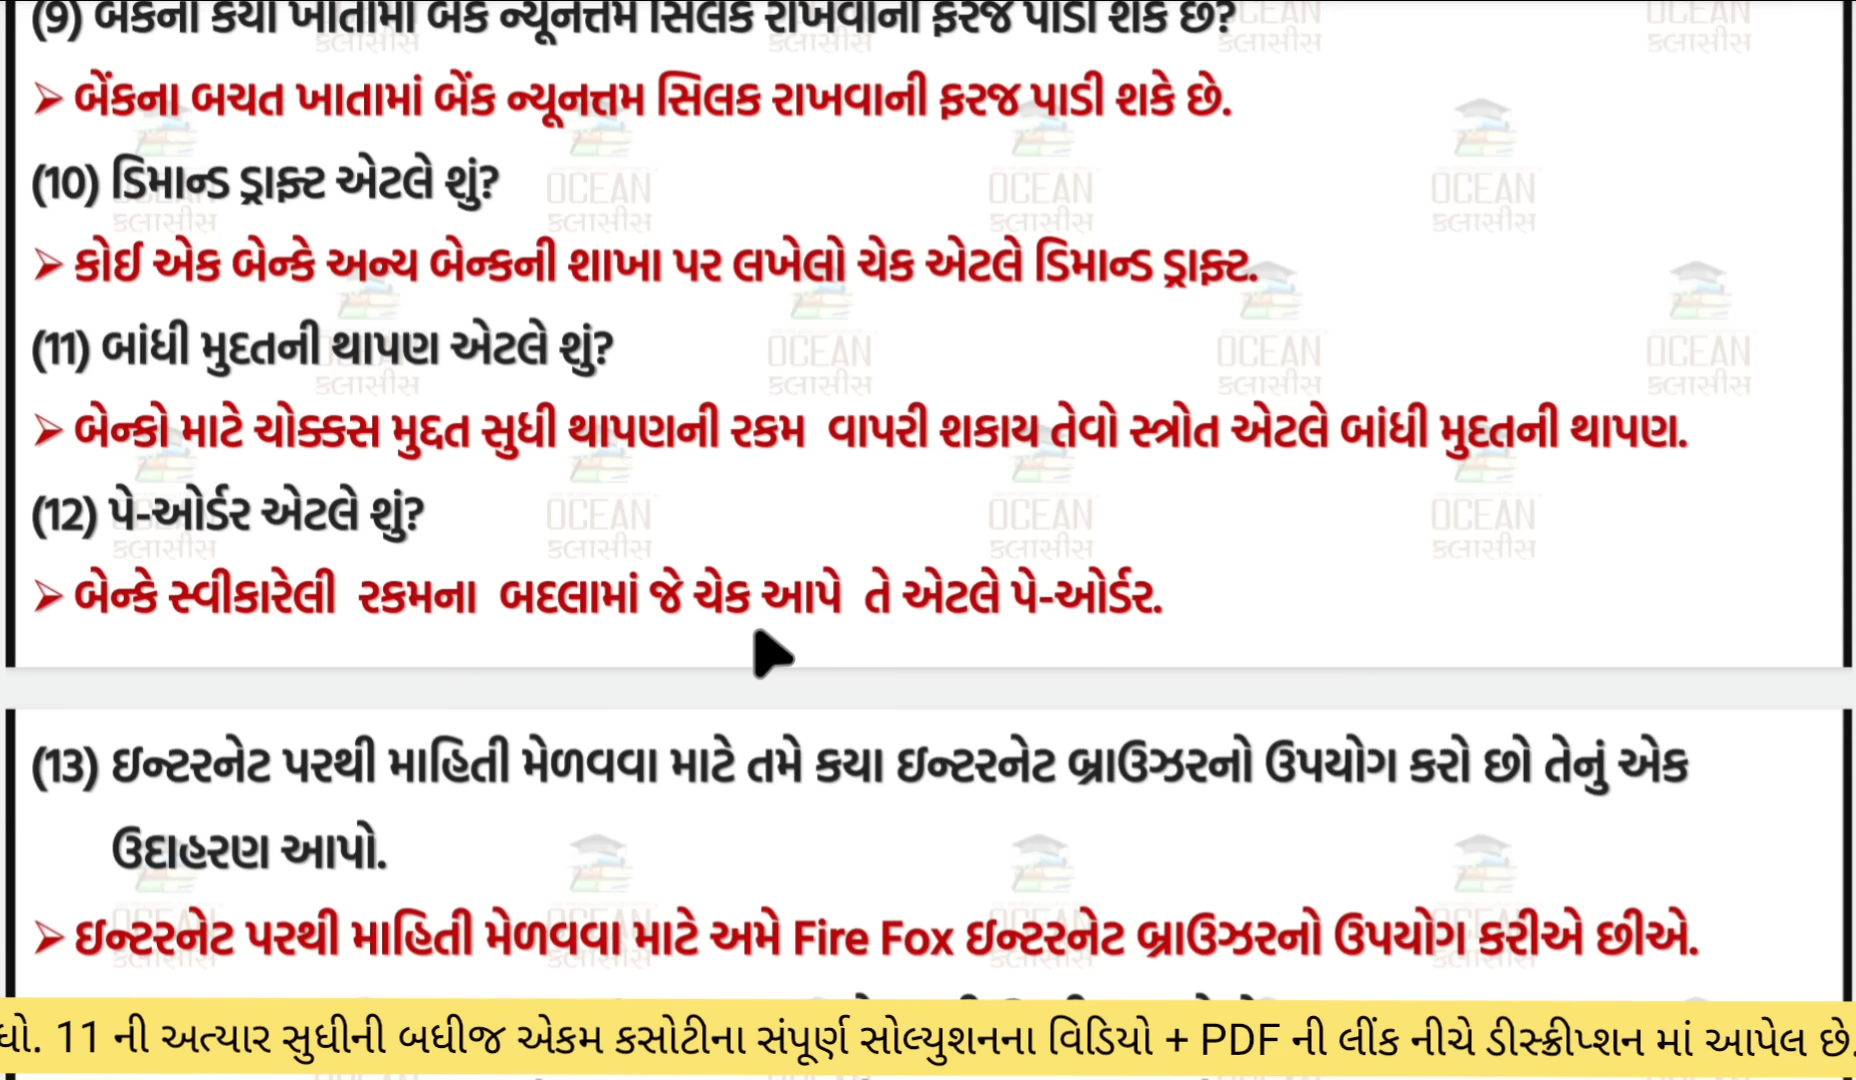 (9) બેંકના કયા ખાતામાં બેંક ન્યૂનત્તમ સિલક રાખવાની ફરજ પાડી શકે છે?
➢ બેંકના બચત ખાતામાં બેંક ન્યૂનત્તમ સિલક રાખવાની ફરજ પાડી શકે છે.
(10) ડિમાન્ડ ડ્રાફ્ટ એટલે શું?
➢ કોઈ એક બેન્કે અન્ય બેન્કની શાખા પર લખેલો ચેક એટલે ડિમાન્ડ ડ્રાફ્ટ.
(11) બાંધી મુદતની થાપણ એટલે શું?
➢ બેન્કો માટે ચોક્કસ મુદ્દત સુધી થાપણની રકમ વાપરી શકાય તેવો સ્ત્રોત એટલે બાંધી મુદતની થાપણ.
(12) પે-ઓર્ડર એટલે શું?
➢ બેન્કે સ્વીકારેલી રકમના બદલામાં જે ચેક આપે તે એટલે પે-ઓર્ડર.
(13) ઇન્ટરનેટ પરથી માહિતી મેળવવા માટે તમે કયા ઇન્ટરનેટ બ્રાઉઝરનો ઉપયોગ કરો છો તેનું એક
ઉદાહરણ આપો.
➢ ઇન્ટરનેટ પરથી માહિતી મેળવવા માટે અમે Fire Fox ઇન્ટરનેટ બ્રાઉઝરનો ઉપયોગ કરીએ છીએ.
ધો. 11 ની અત્યાર સુધીની બધીજ એકમ કસોટીના સંપૂર્ણ સોલ્યુશનના વિડિયો + PDF ની લીંક નીચે ડીસ્ક્રીપ્શન માં આપેલ છે.